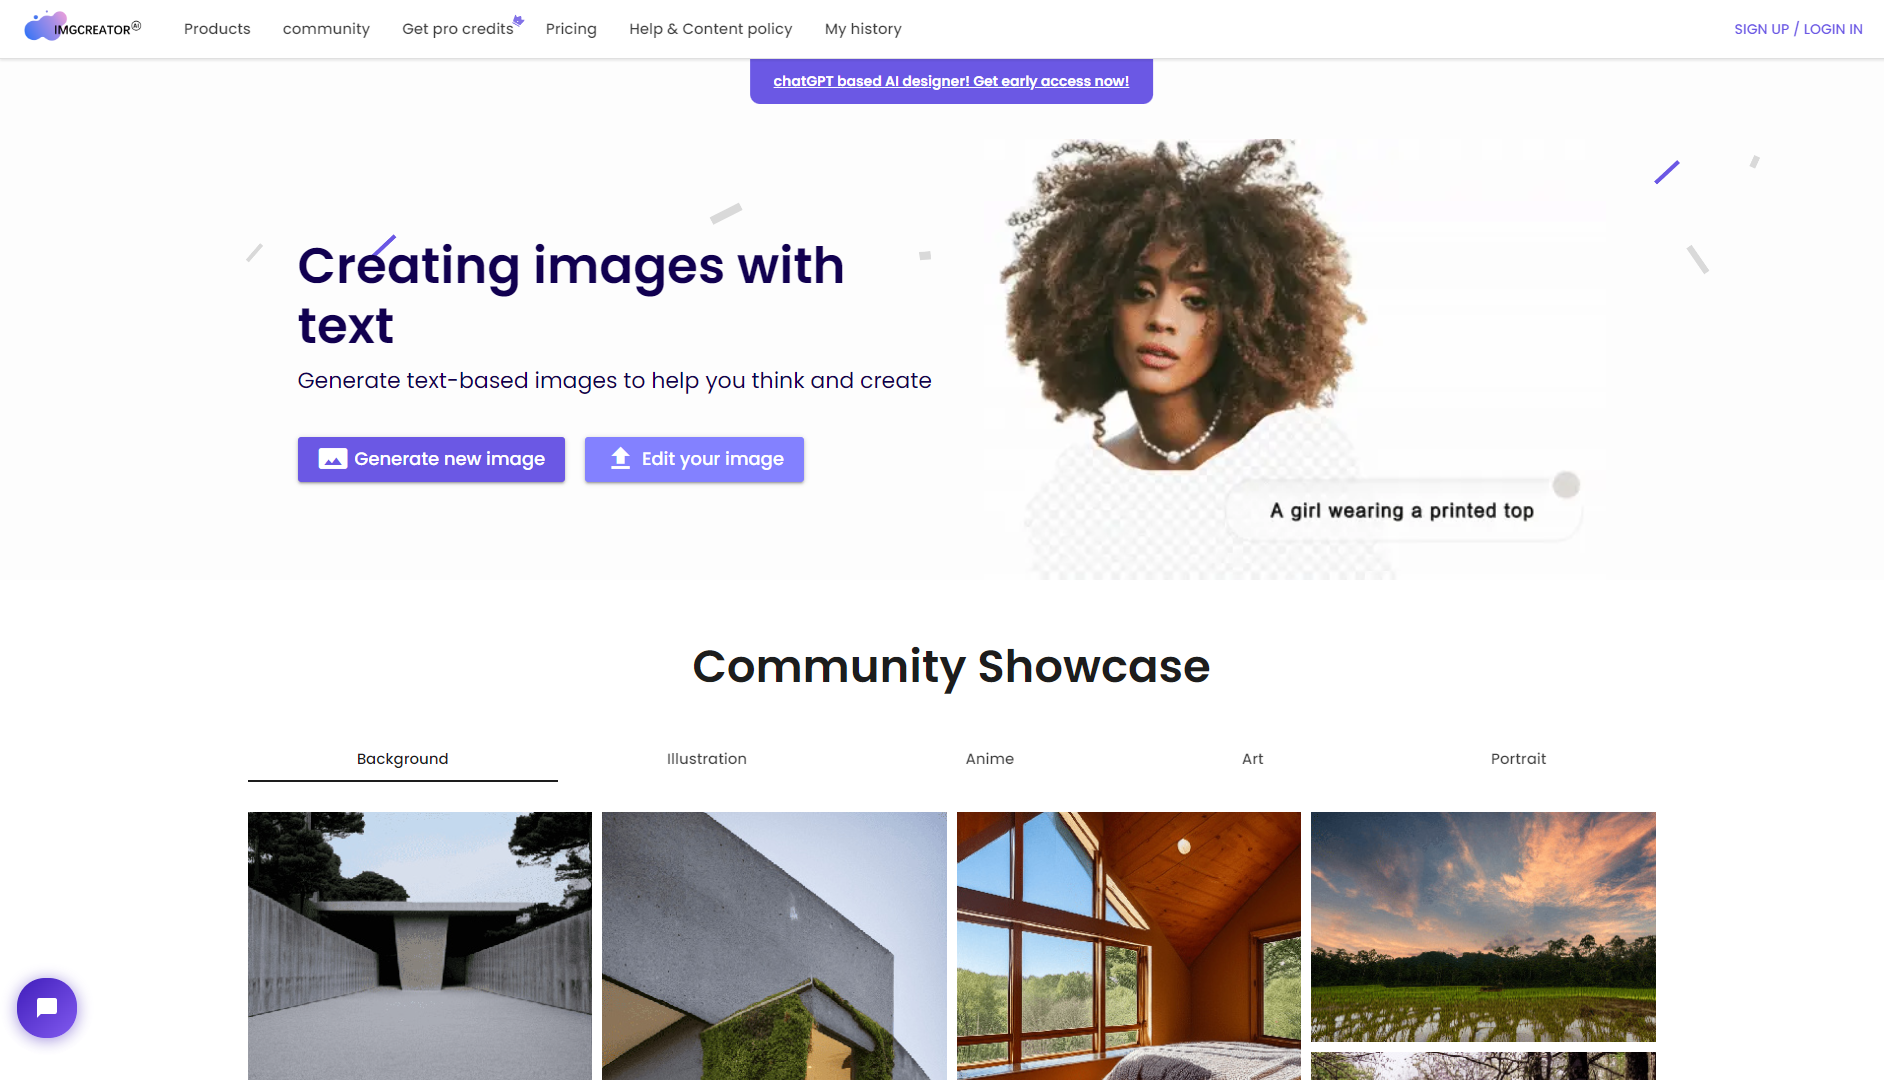 IMGCREATOR AI
Products
community
Get pro credits
Pricing
Help & Content policy
My history
SIGN UP / LOGIN IN
chatGPT based AI designer! Get early access now!
Creating images with
text
Generate text-based images to help you think and create
Generate new image
Edit your image
A girl wearing a printed top
Community Showcase
Background
Illustration
Anime
Art
Portrait